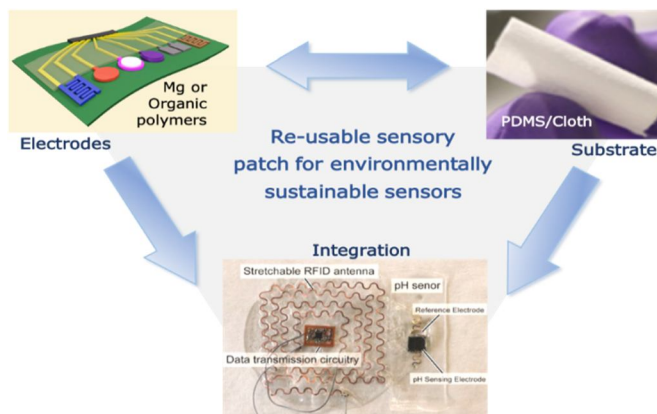 Mg or
Organic
polymers
Electrodes
PDMS/Cloth
Substrate
Re-usable sensory
patch for environmentally
sustainable sensors
Integration
Stretchable RFID antenna
pH senor
Reference Electrode
Data transmission circuitry
pH Sensing Electrode